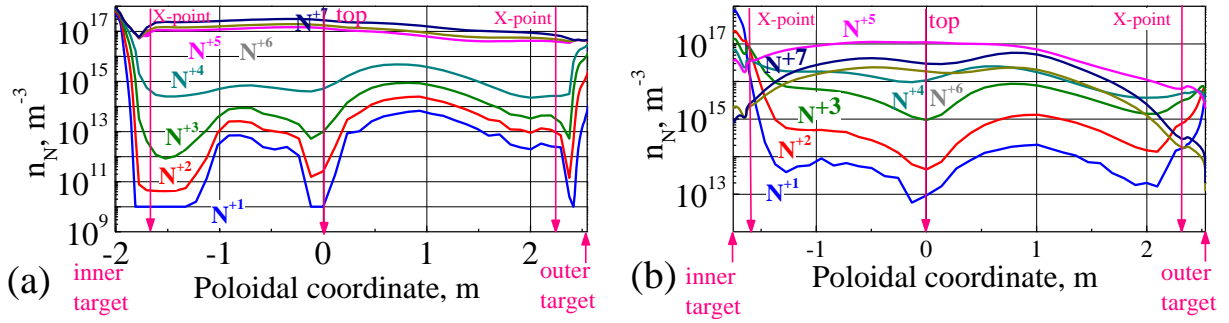 X-point
top
X-point
N+7
N+5
N+6
N+4
N+3
N+2
N+1
10^17
10^15
10^13
10^11
10^9
n_N, m^-3
-2
-1
0
1
2
(a)
inner
target
Poloidal coordinate, m
outer
target
X-point
top
X-point
N+5
N+7
N+4
N+6
N+3
N+2
N+1
10^17
10^15
10^13
n_N, m^-3
-1
0
1
2
(b)
inner
target
Poloidal coordinate, m
outer
target